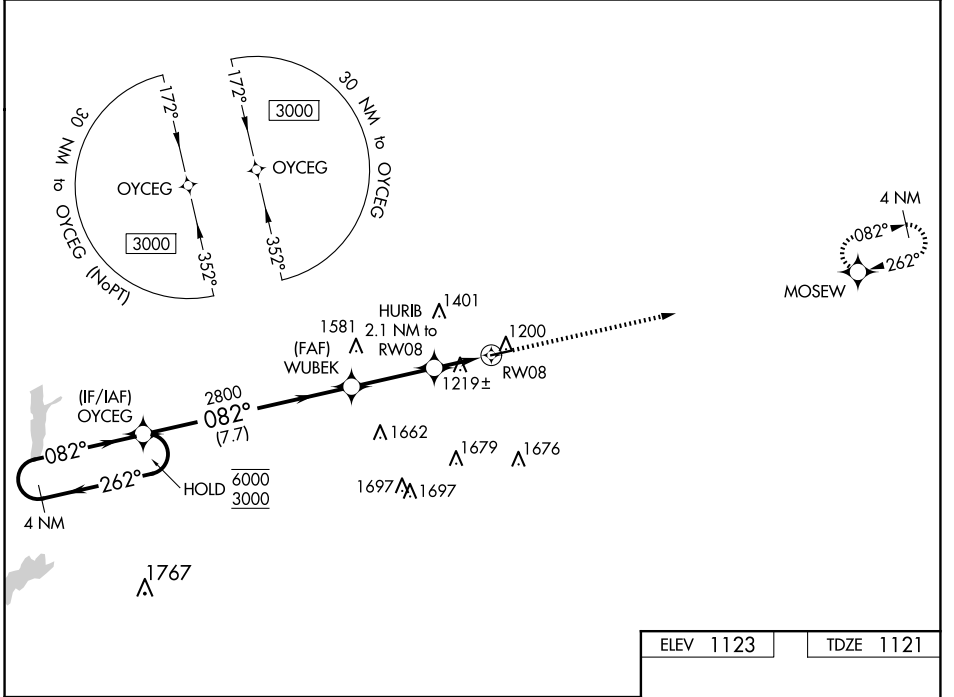 30 NM to OYCEG (NoPT)
172°
OYCEG
3000
352°
30 NM to OYCEG
172°
3000
OYCEG
352°
4 NM
082°
262°
MOSEW
HURIB
2.1 NM to
RW08
1401
1581
(FAF)
WUBEK
1200
RW08
1219±
(IF/IAF)
OYCEG
2800
082°
(7.7)
082°
262°
4 NM
HOLD
6000
3000
1662
1679
1676
1697
1697
1767
ELEV 1123
TDZE 1121